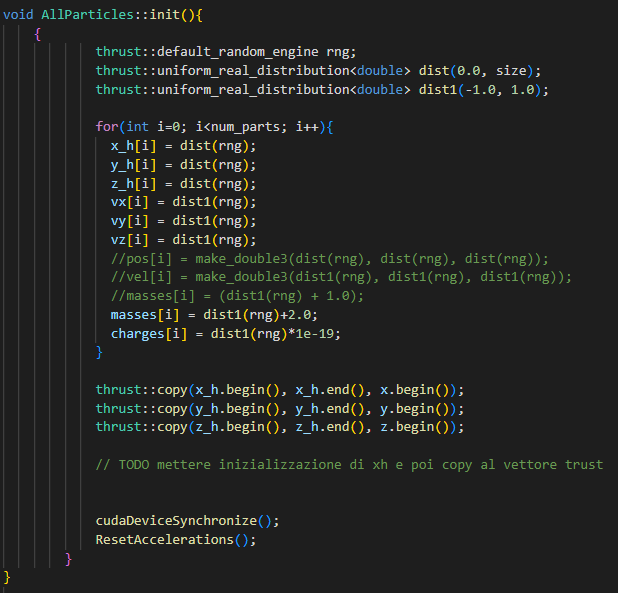 void AllParticles::init(){
{
thrust::default_random_engine rng;
thrust::uniform_real_distribution<double> dist(0.0, size);
thrust::uniform_real_distribution<double> dist1(-1.0, 1.0);
for(int i=0; i<num_parts; i++){
x_h[i] = dist(rng);
y_h[i] = dist(rng);
z_h[i] = dist(rng);
vx[i] = dist1(rng);
vy[i] = dist1(rng);
vz[i] = dist1(rng);
//pos[i] = make_double3(dist(rng), dist(rng), dist(rng));
//vel[i] = make_double3(dist1(rng), dist1(rng), dist1(rng));
//masses[i] = (dist1(rng) + 1.0);
masses[i] = dist1(rng)+2.0;
charges[i] = dist1(rng)*1e-19;
}
thrust::copy(x_h.begin(), x_h.end(), x.begin());
thrust::copy(y_h.begin(), y_h.end(), y.begin());
thrust::copy(z_h.begin(), z_h.end(), z.begin());
// TODO mettere inizializzazione di xh e poi copy al vettore trust
cudaDeviceSynchronize();
ResetAccelerations();
}
}